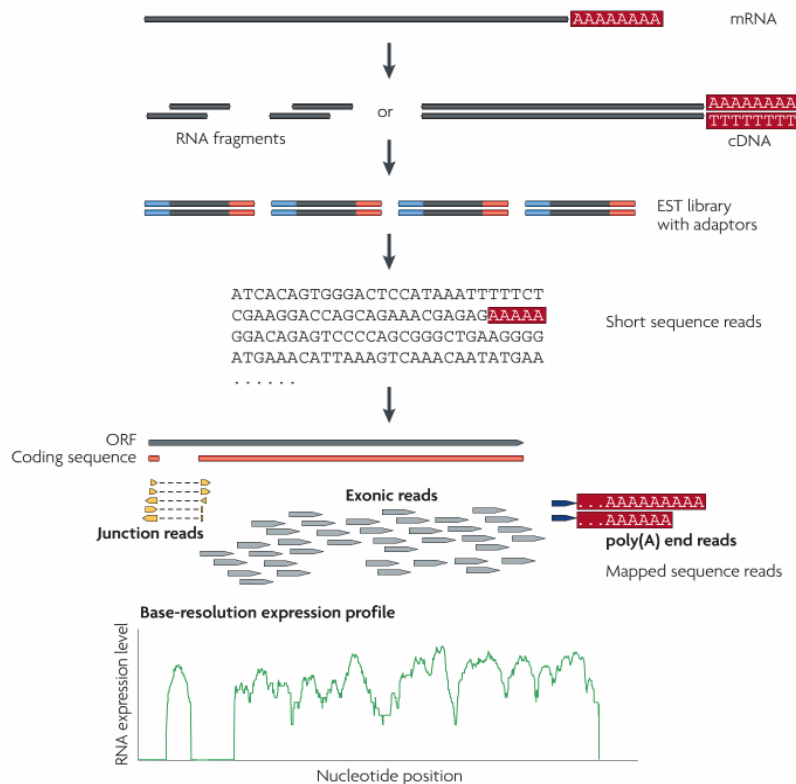 AAAAAAAA
mRNA
RNA fragments
or
AAAAAAAA
TTTTTTTT
cDNA
EST library
with adaptors
ATCACAGTGGGACTCCATAAATTTTTCT
CGAAGGACCAGCAGAAACGAGAGAAAAA
GGACAGAGTCCCCAGCGGGCTGAAGGGG
ATGAAACATTAAAGTCAAACAATATGAA
......
Short sequence reads
ORF
Coding sequence
Junction reads
Exonic reads
...AAAAAAAAA
...AAAAAA
poly(A) end reads
Mapped sequence reads
Base-resolution expression profile
RNA expression level
Nucleotide position